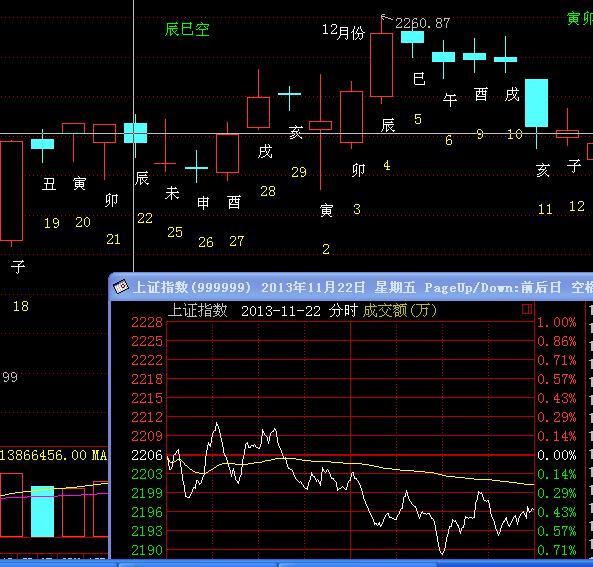 辰巳空
12月份
2260.87
寅卯
子
丑
寅
卯
辰
未
申
酉
戌
亥
寅
卯
辰
巳
午
酉
戌
亥
子
18
19
20
21
22
25
26
27
28
29
2
3
4
5
6
9
10
11
12
99
13866456.00 MA
上证指数(999999) 2013年11月22日 星期五 PageUp/Down:前后日 空格
上证指数 2013-11-22 分时 成交额(万)
2228 1.00%
2225 0.86%
2222 0.71%
2218 0.57%
2215 0.43%
2212 0.29%
2209 0.14%
2206 0.00%
2203 0.14%
2199 0.29%
2196 0.43%
2193 0.57%
2190 0.71%